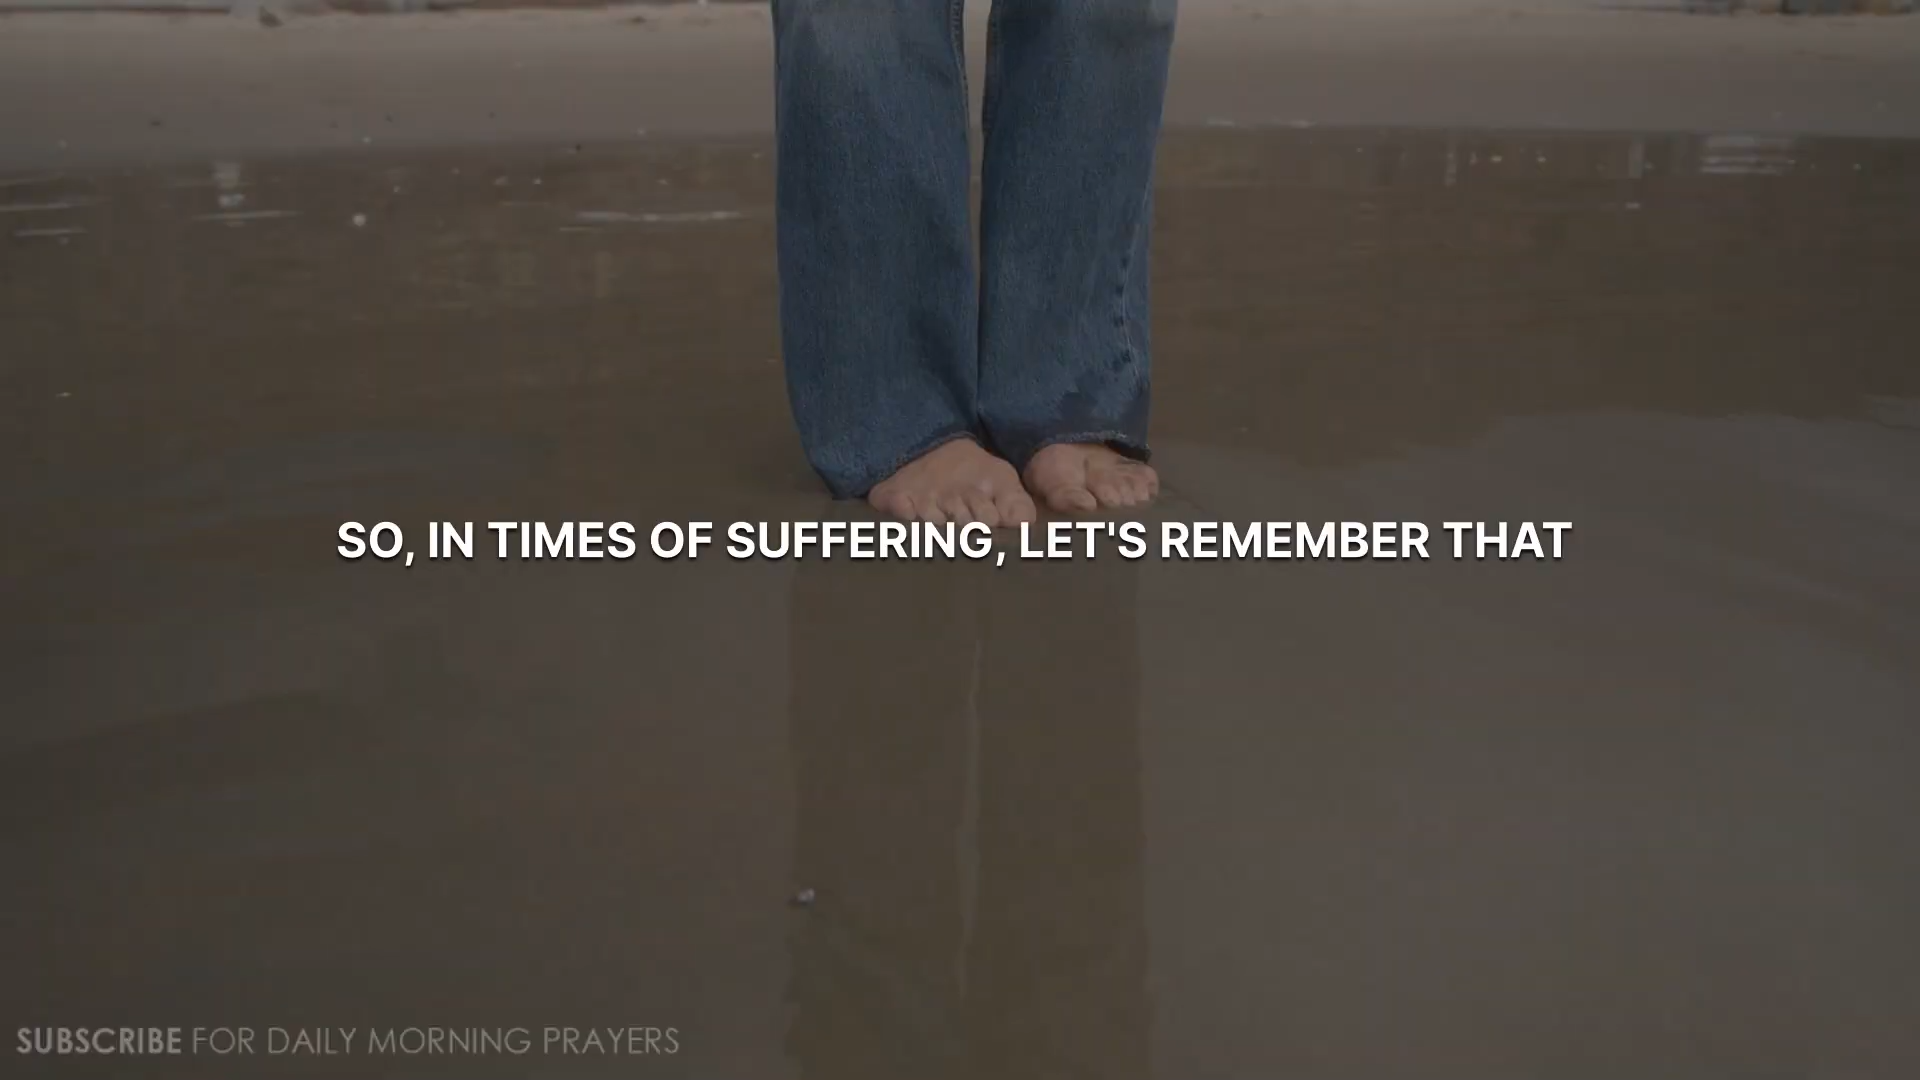 SO, IN TIMES OF SUFFERING, LET'S REMEMBER THAT
SUBSCRIBE FOR DAILY MORNING PRAYERS